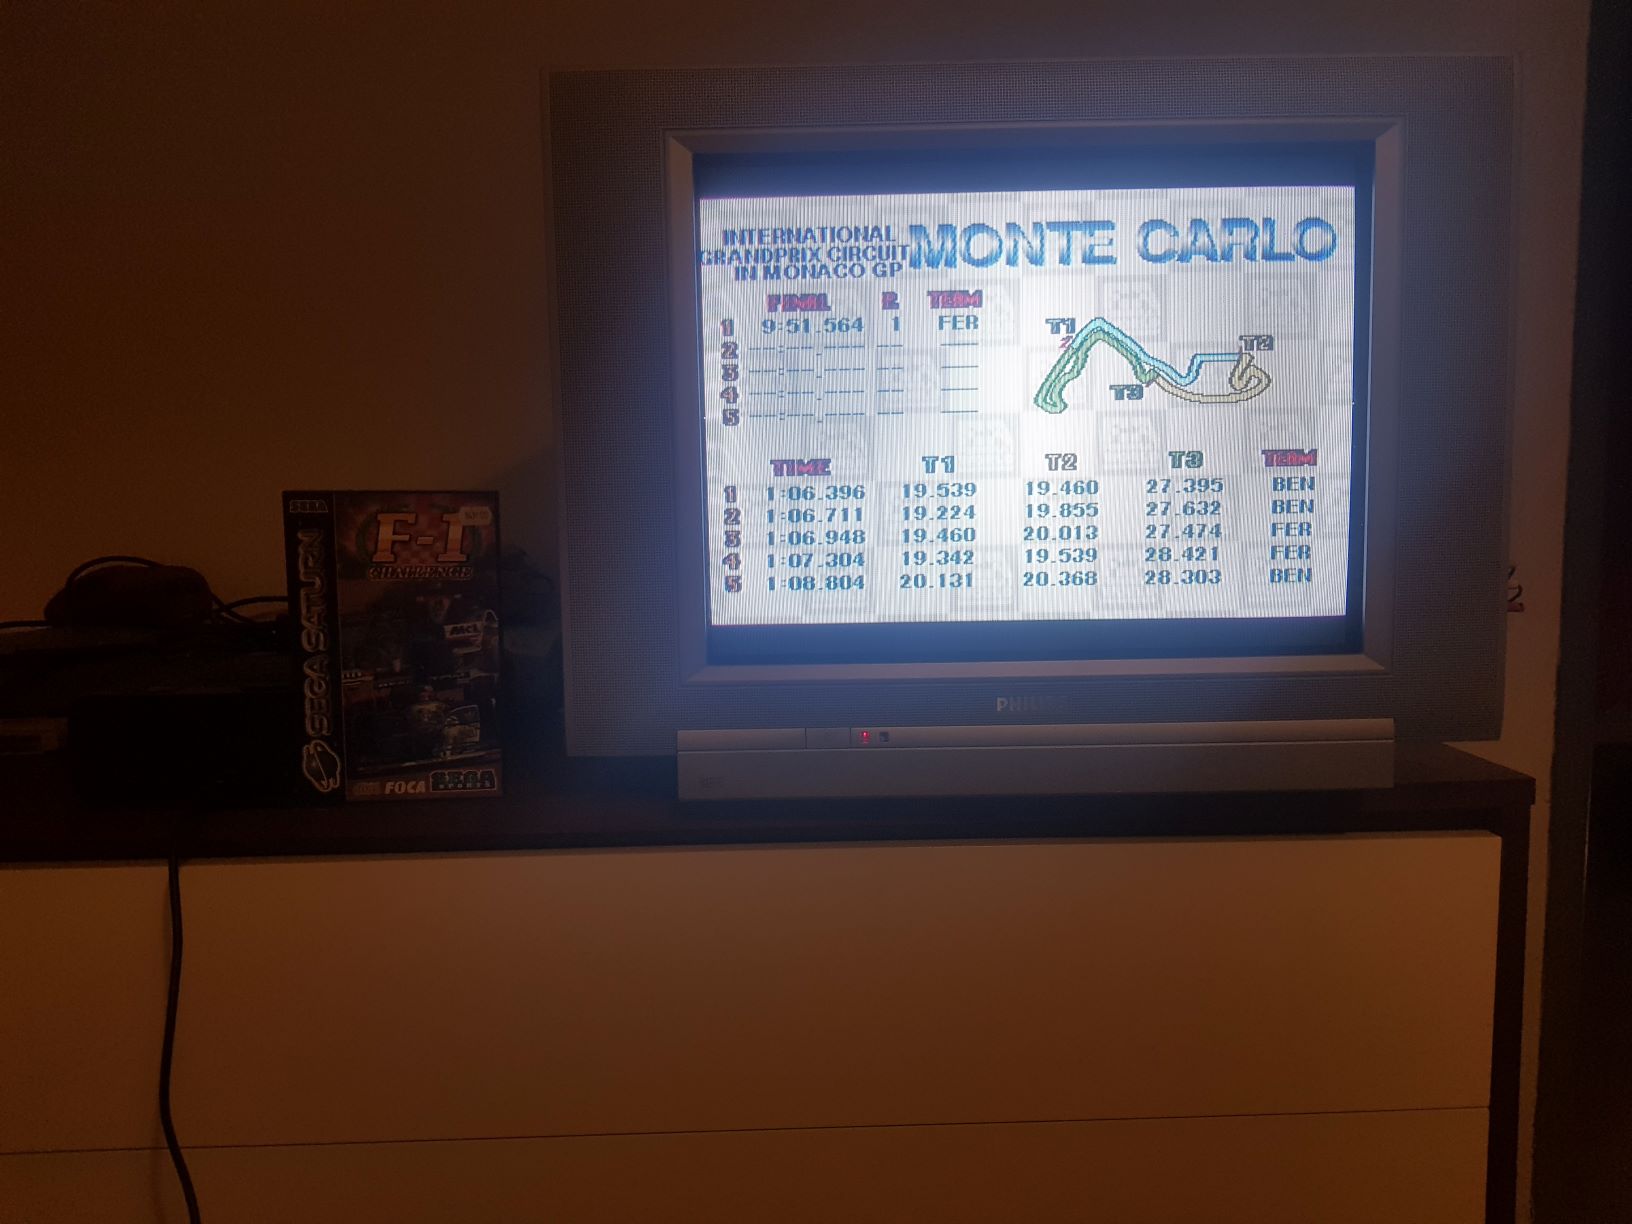 INTERNATIONAL
GRANDPRIX CIRCUIT
IN MONACO GP
MONTE CARLO
FINAL R. TEAM
1 9:51.564 1 FER
2 --:--.--- -- ---
3 --:--.--- -- ---
4 --:--.--- -- ---
5 --:--.--- -- ---
T1
T2
T3
TIME T1 T2 T3 TEAM
1 1:06.396 19.539 19.460 27.395 BEN
2 1:06.711 19.224 19.855 27.632 BEN
3 1:06.948 19.460 20.013 27.474 FER
4 1:07.304 19.342 19.539 28.421 FER
5 1:08.804 20.131 20.368 28.303 BEN
PHILIPS
SEGA
SEGA SATURN
F-1
CHALLENGE
FOCA
SEGA
SPORTS